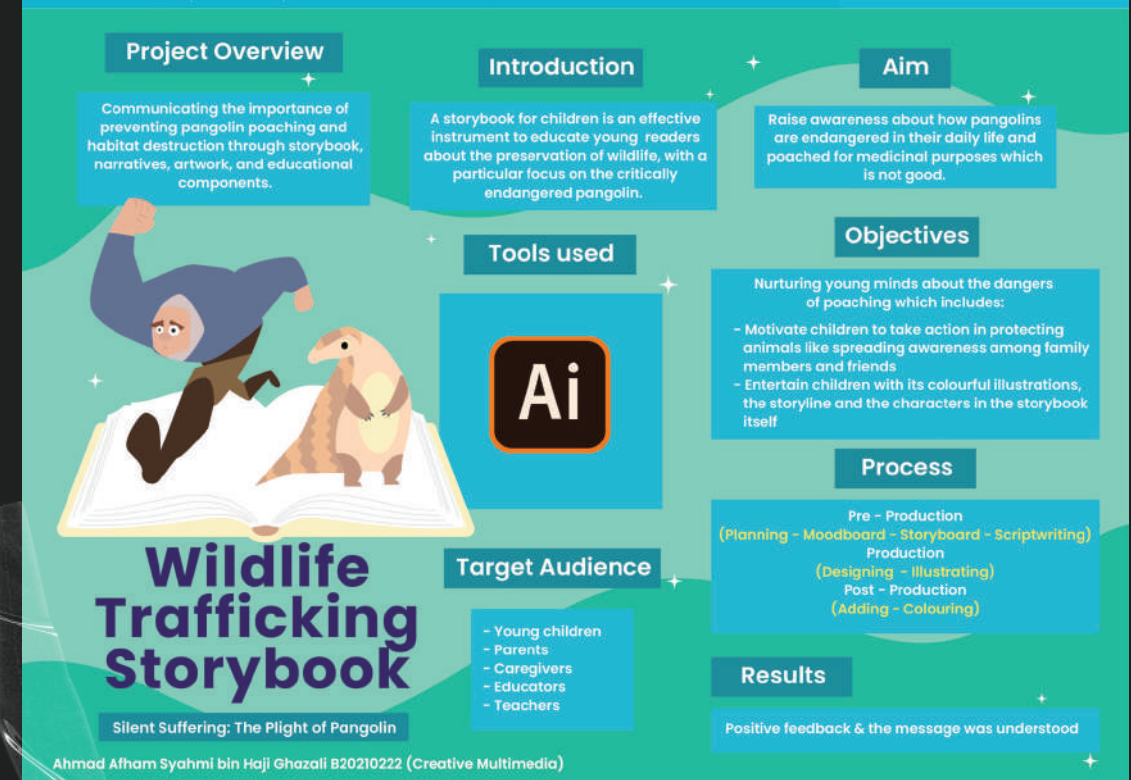 Project Overview
Communicating the importance of
preventing pangolin poaching and
habitat destruction through storybook,
narratives, artwork, and educational
components.
Introduction
A storybook for children is an effective
instrument to educate young readers
about the preservation of wildlife, with a
particular focus on the critically
endangered pangolin.
Aim
Raise awareness about how pangolins
are endangered in their daily life and
poached for medicinal purposes which
is not good.
Tools used
Ai
Objectives
Nurturing young minds about the dangers
of poaching which includes:
- Motivate children to take action in protecting
animals like spreading awareness among family
members and friends
- Entertain children with its colourful illustrations,
the storyline and the characters in the storybook
itself
Process
Pre - Production
(Planning - Moodboard - Storyboard - Scriptwriting)
Production
(Designing - Illustrating)
Post - Production
(Adding - Colouring)
Wildlife
Trafficking
Storybook
Silent Suffering: The Plight of Pangolin
Target Audience
- Young children
- Parents
- Caregivers
- Educators
- Teachers
Results
Positive feedback & the message was understood
Ahmad Afham Syahmi bin Haji Ghazali B20210222 (Creative Multimedia)